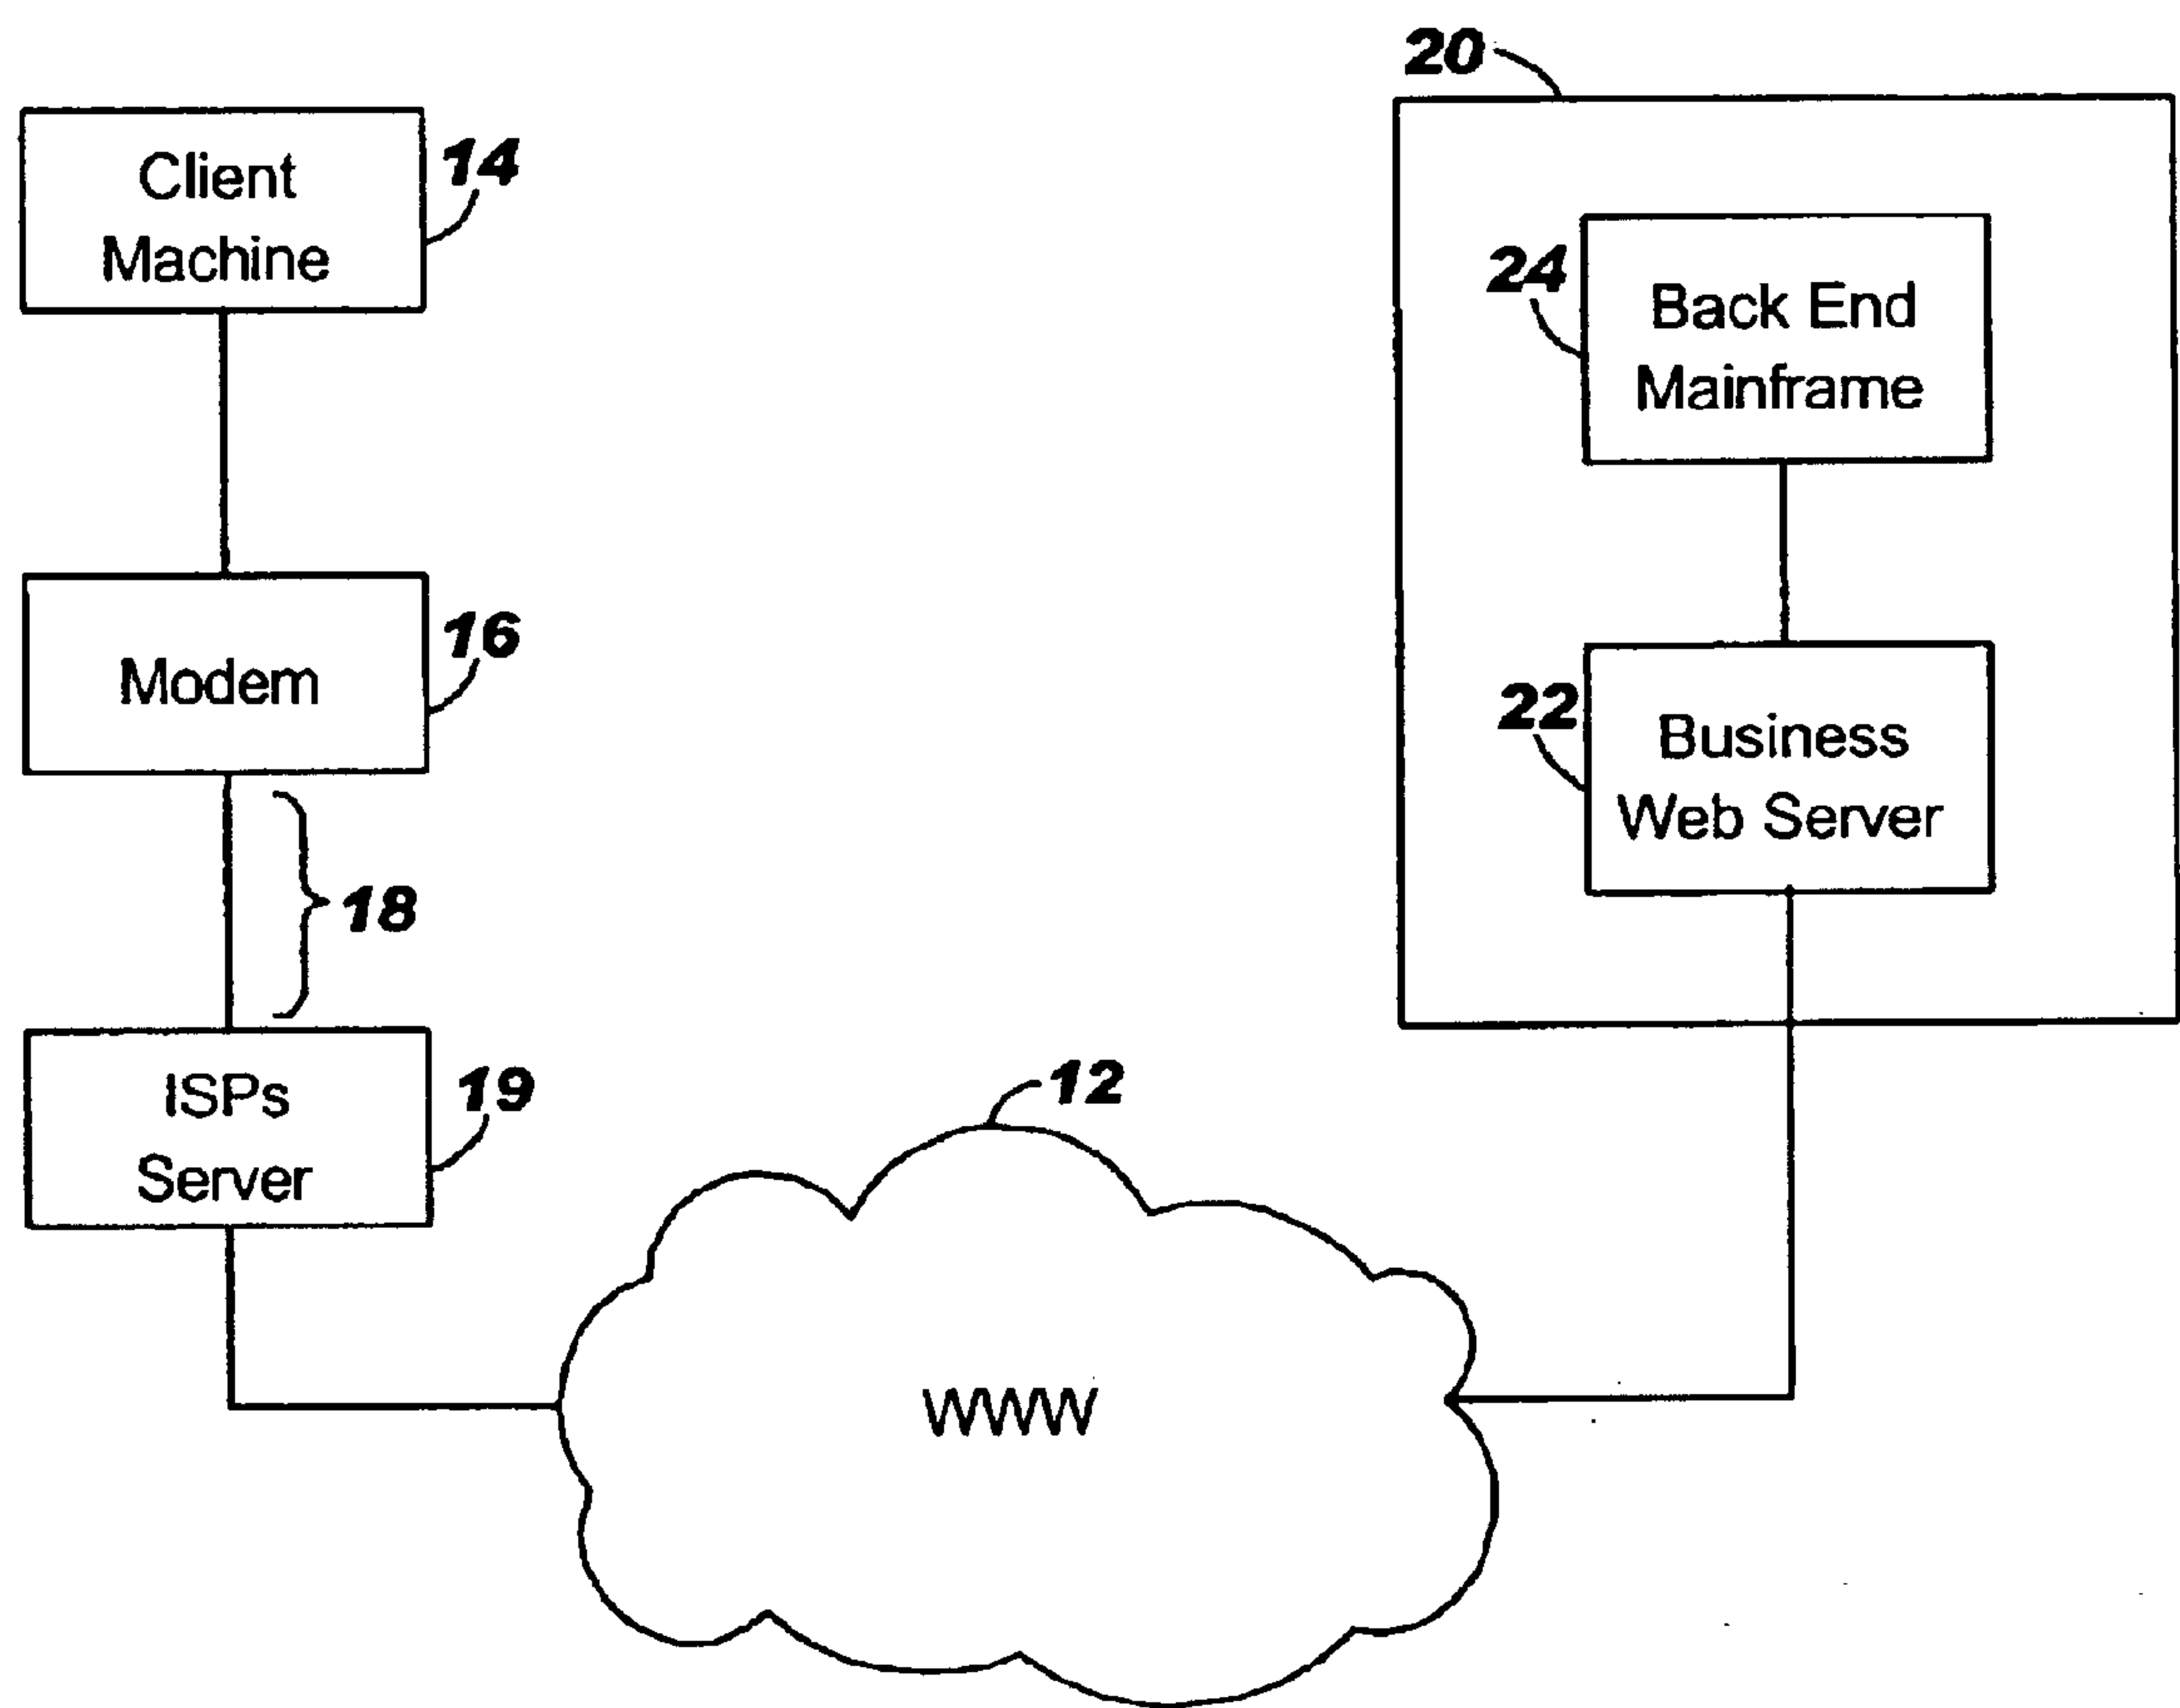 20
Client
Machine
14
24
Back End
Mainframe
Modem
16
22
Business
Web Server
18
ISPs
Server
19
12
WWW